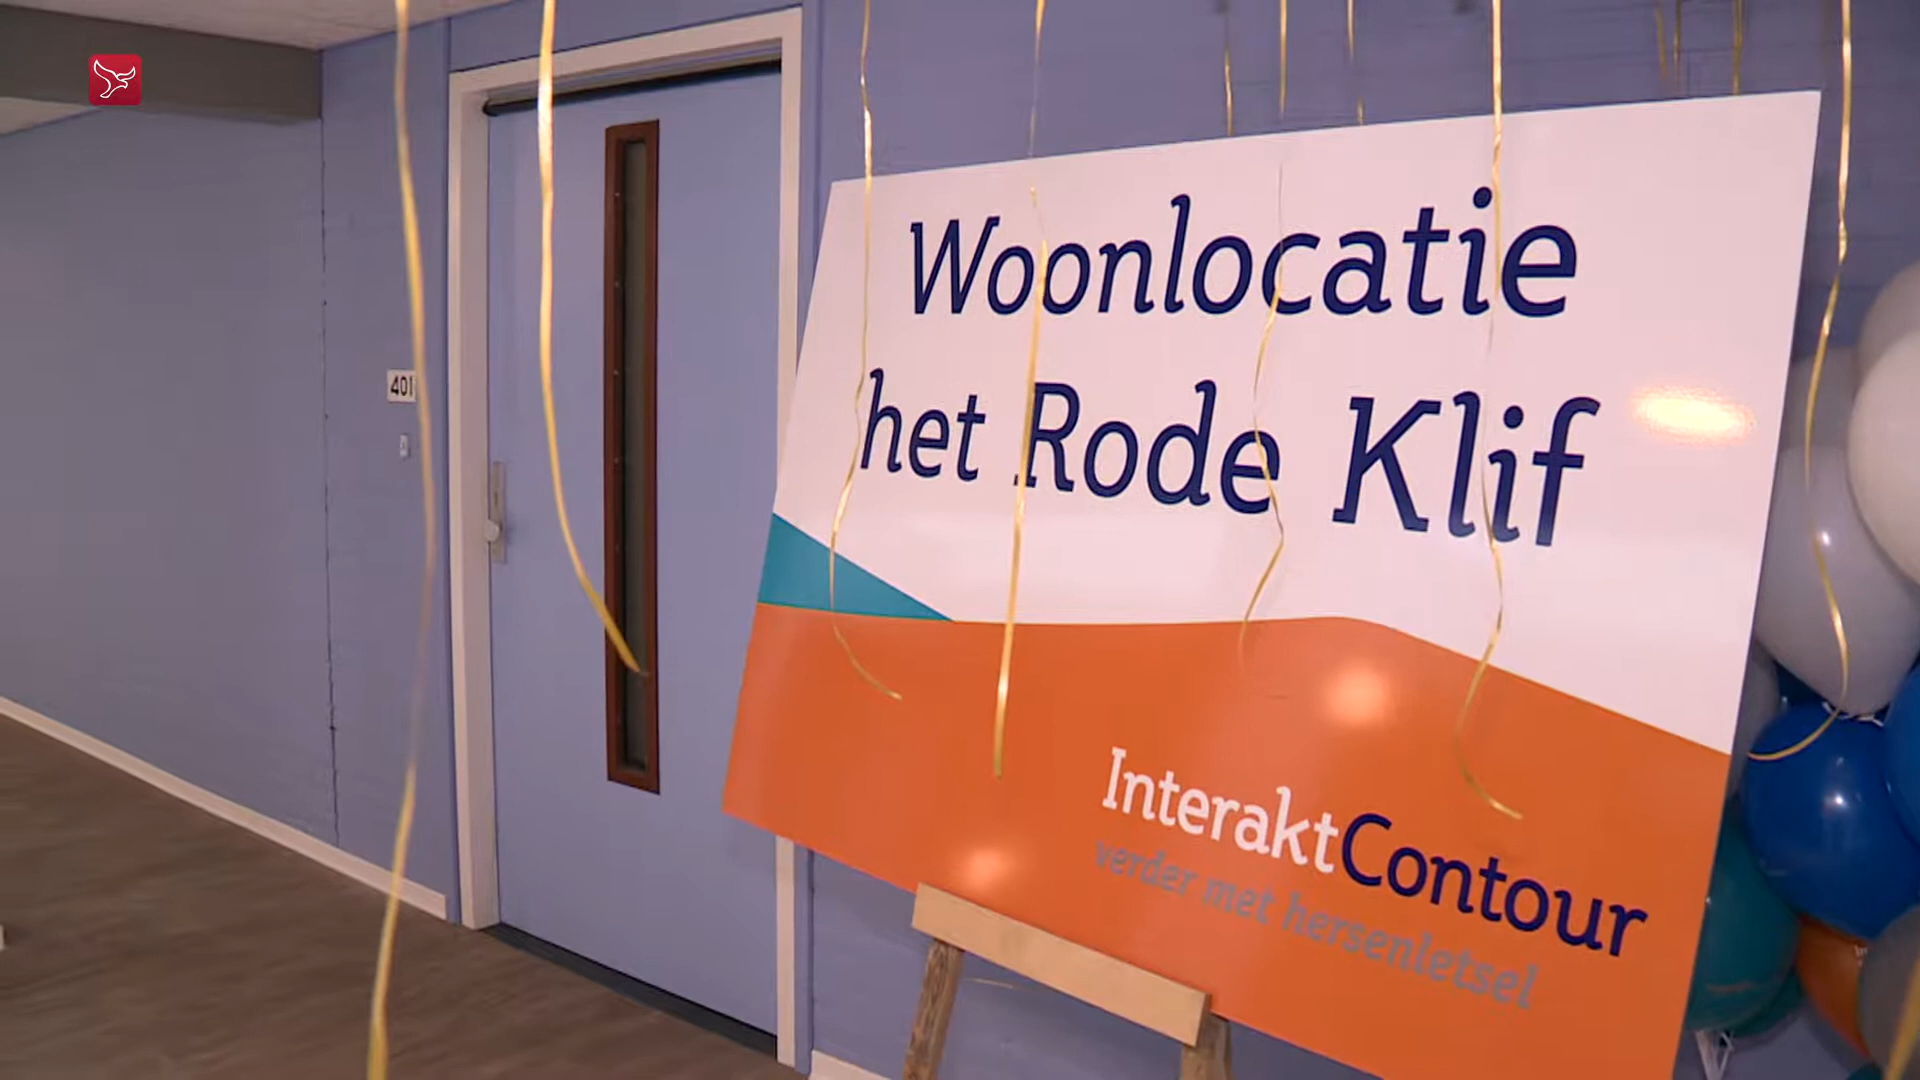 401
Woonlocatie
het Rode Klif
InteraktContour
verder met hersenletsel